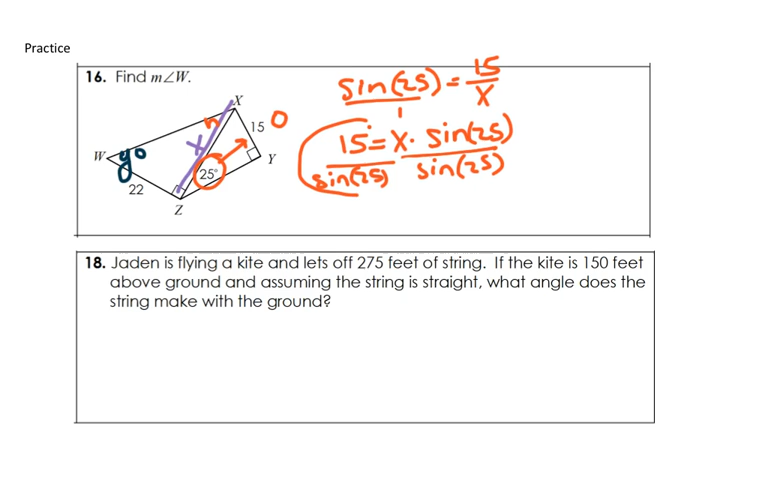 Practice
16. Find m∠W.
X
15 O
W y° x
Y
25°
22
Z
sin(25) = 15
1 x
15 = x · sin(25)
sin(25) sin(25)
18. Jaden is flying a kite and lets off 275 feet of string. If the kite is 150 feet
above ground and assuming the string is straight, what angle does the
string make with the ground?